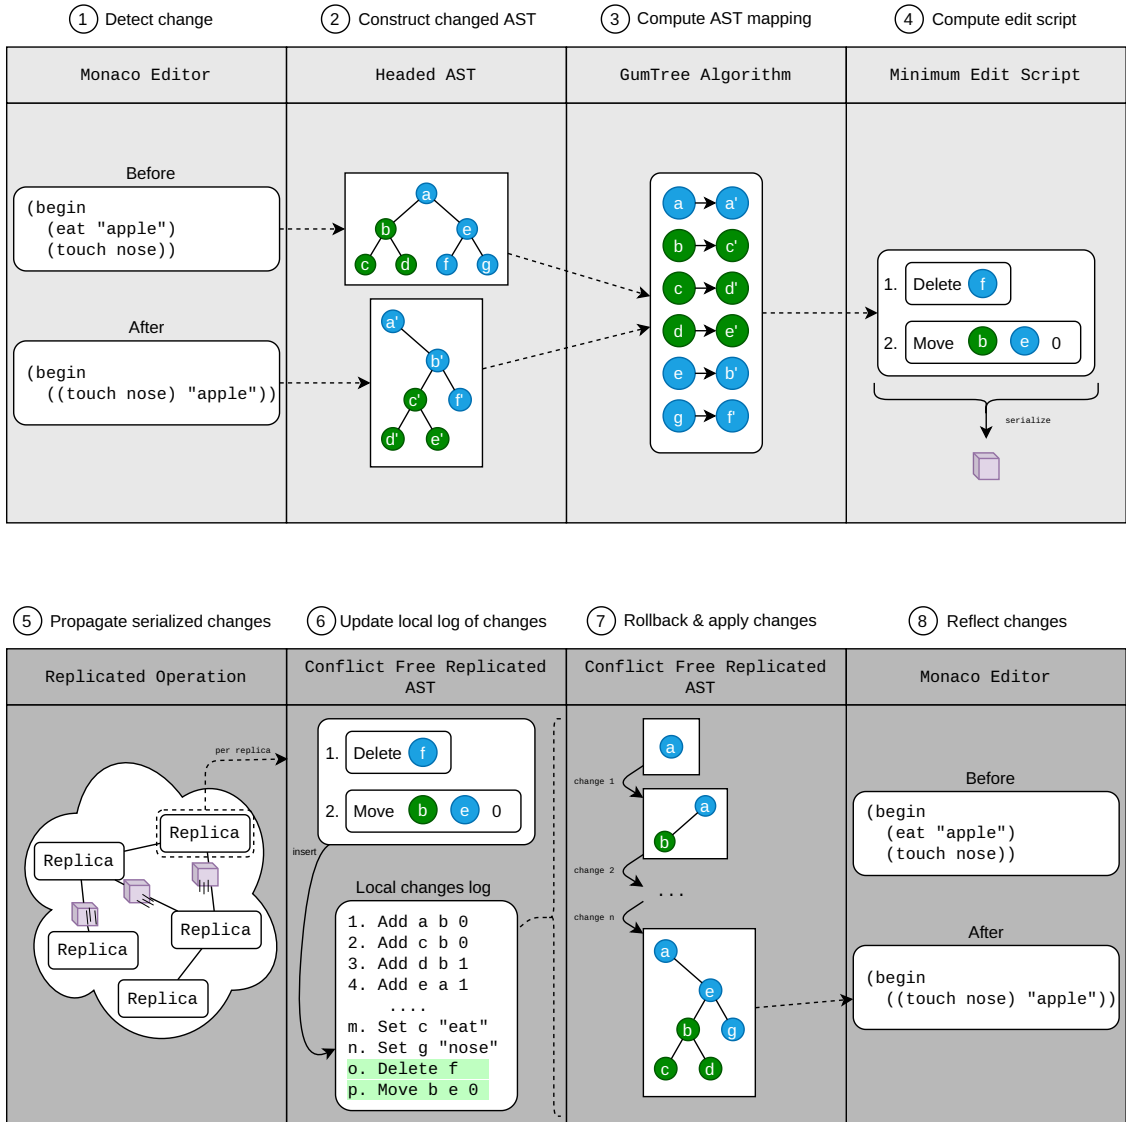 1 Detect change
2 Construct changed AST
3 Compute AST mapping
4 Compute edit script
Monaco Editor
Headed AST
GumTree Algorithm
Minimum Edit Script
Before
(begin
(eat "apple")
(touch nose))
After
(begin
((touch nose) "apple"))
a
b e
c d f g
a'
b'
c' f'
d' e'
a a'
b c'
c d'
d e'
e b'
g f'
1. Delete f
2. Move b e 0
serialize
5 Propagate serialized changes
6 Update local log of changes
7 Rollback & apply changes
8 Reflect changes
Replicated Operation
Conflict Free Replicated
AST
Conflict Free Replicated
AST
Monaco Editor
per replica
Replica
Replica
Replica
Replica
Replica
1. Delete f
2. Move b e 0
insert
Local changes log
1. Add a b 0
2. Add c b 0
3. Add d b 1
4. Add e a 1
....
m. Set c "eat"
n. Set g "nose"
o. Delete f
p. Move b e 0
a
change 1
a
b
change 2
...
change n
a
e
b g
c d
Before
(begin
(eat "apple")
(touch nose))
After
(begin
((touch nose) "apple"))